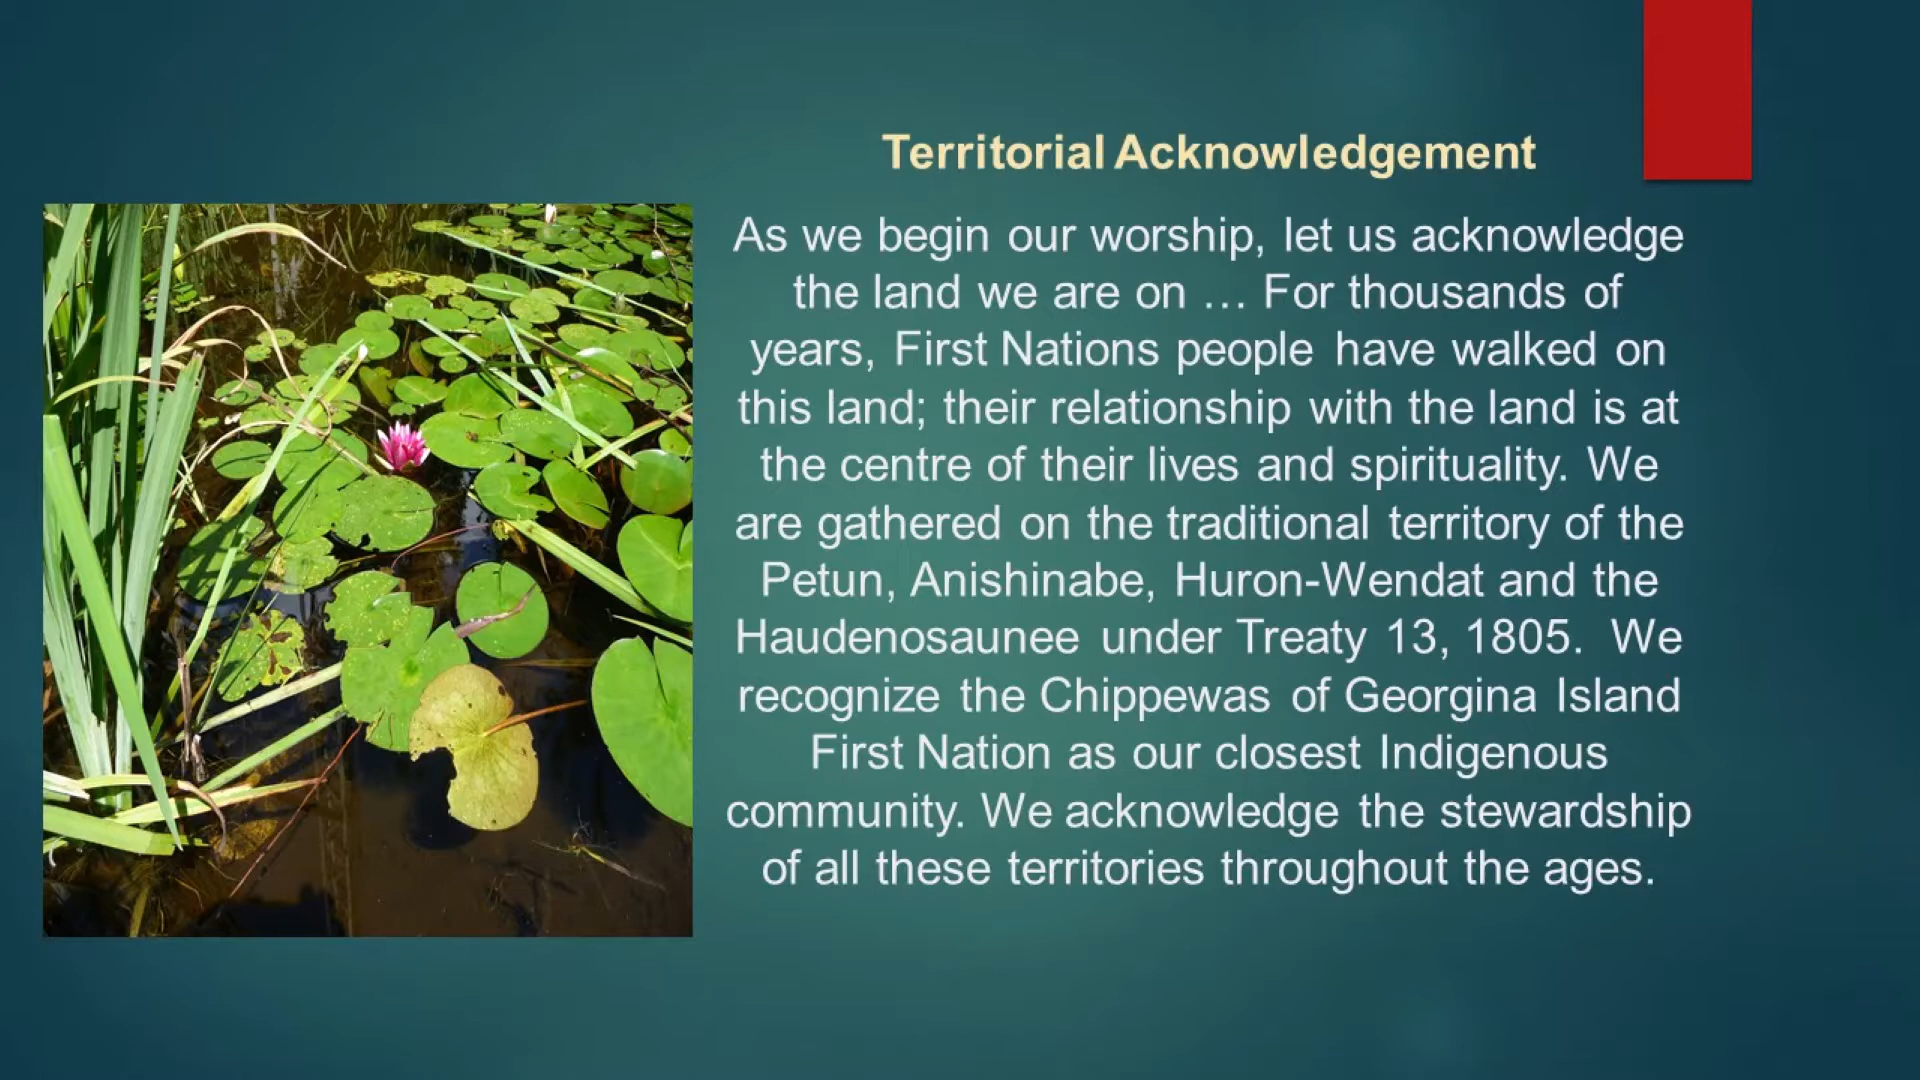 Territorial Acknowledgement
As we begin our worship, let us acknowledge
the land we are on … For thousands of
years, First Nations people have walked on
this land; their relationship with the land is at
the centre of their lives and spirituality. We
are gathered on the traditional territory of the
Petun, Anishinabe, Huron-Wendat and the
Haudenosaunee under Treaty 13, 1805. We
recognize the Chippewas of Georgina Island
First Nation as our closest Indigenous
community. We acknowledge the stewardship
of all these territories throughout the ages.